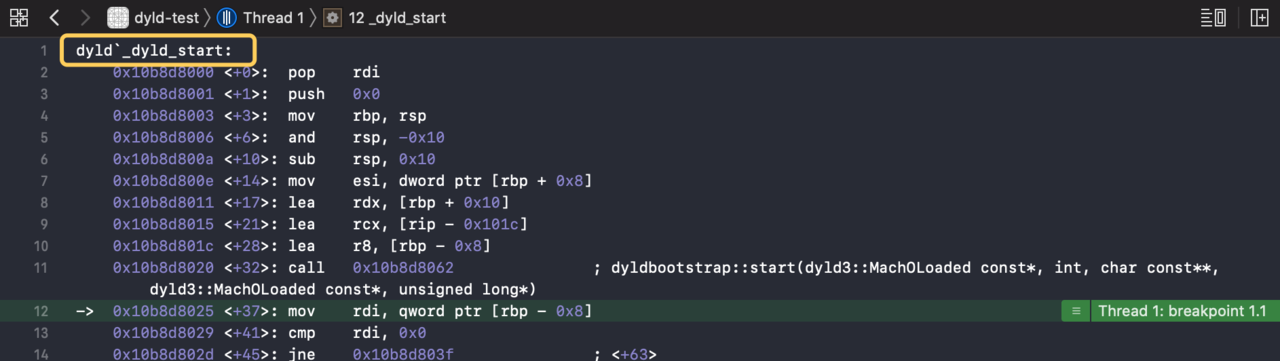 dyld-test 〉 Thread 1 〉 12 _dyld_start
1 dyld`_dyld_start:
2 0x10b8d8000 <+0>: pop rdi
3 0x10b8d8001 <+1>: push 0x0
4 0x10b8d8003 <+3>: mov rbp, rsp
5 0x10b8d8006 <+6>: and rsp, -0x10
6 0x10b8d800a <+10>: sub rsp, 0x10
7 0x10b8d800e <+14>: mov esi, dword ptr [rbp + 0x8]
8 0x10b8d8011 <+17>: lea rdx, [rbp + 0x10]
9 0x10b8d8015 <+21>: lea rcx, [rip - 0x101c]
10 0x10b8d801c <+28>: lea r8, [rbp - 0x8]
11 0x10b8d8020 <+32>: call 0x10b8d8062 ; dyldbootstrap::start(dyld3::MachOLoaded const*, int, char const**,
dyld3::MachOLoaded const*, unsigned long*)
12 -> 0x10b8d8025 <+37>: mov rdi, qword ptr [rbp - 0x8] Thread 1: breakpoint 1.1
13 0x10b8d8029 <+41>: cmp rdi, 0x0
14 0x10b8d802d <+45>: jne 0x10b8d803f ; <+63>